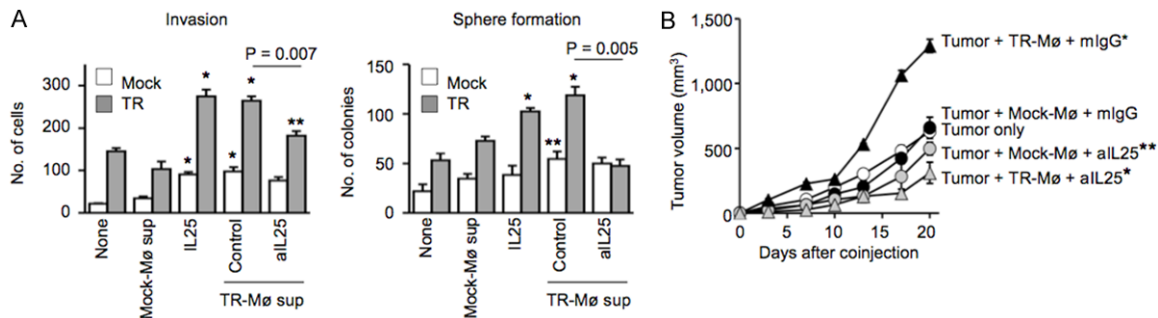 A
Invasion
P = 0.007
Mock
TR
No. of cells
300
200
100
0
*
*
*
*
**
None
Mock-Mø sup
IL25
Control
aIL25
TR-Mø sup
Sphere formation
P = 0.005
Mock
TR
No. of colonies
150
100
50
0
*
**
*
None
Mock-Mø sup
IL25
Control
aIL25
TR-Mø sup
B
Tumor volume (mm³)
1,500
1,000
500
0
0 5 10 15 20
Days after coinjection
Tumor + TR-Mø + mIgG*
Tumor + Mock-Mø + mIgG
Tumor only
Tumor + Mock-Mø + aIL25**
Tumor + TR-Mø + aIL25*